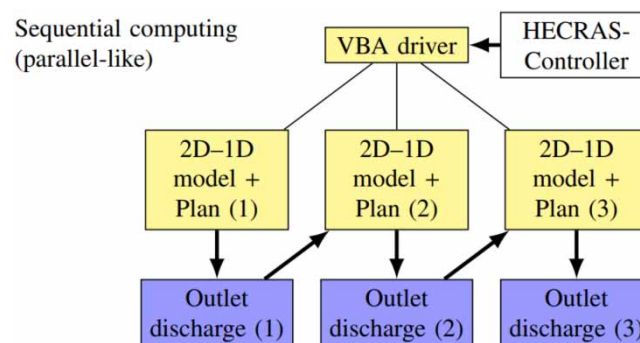 Sequential computing
(parallel-like)
VBA driver
HECRAS-
Controller
2D–1D
model +
Plan (1)
2D–1D
model +
Plan (2)
2D–1D
model +
Plan (3)
Outlet
discharge (1)
Outlet
discharge (2)
Outlet
discharge (3)